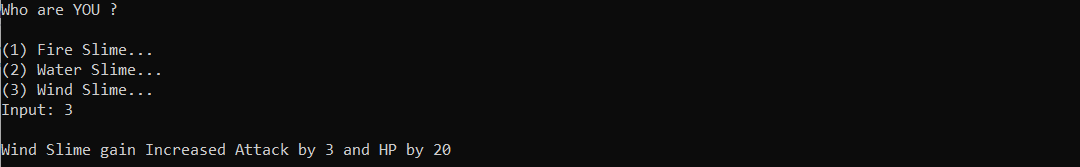 Who are YOU ?
(1) Fire Slime...
(2) Water Slime...
(3) Wind Slime...
Input: 3
Wind Slime gain Increased Attack by 3 and HP by 20